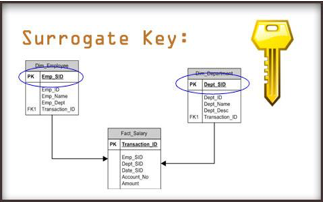 Surrogate Key:
Dim_Employee
PK Emp_SID
Emp_ID
Emp_Name
Emp_Dept
FK1 Transaction_ID
Dim_Department
PK Dept_SID
Dept_ID
Dept_Name
Dept_Desc
FK1 Transaction_ID
Fact_Salary
PK Transaction_ID
Emp_SID
Dept_SID
Date_SID
Account_No
Amount